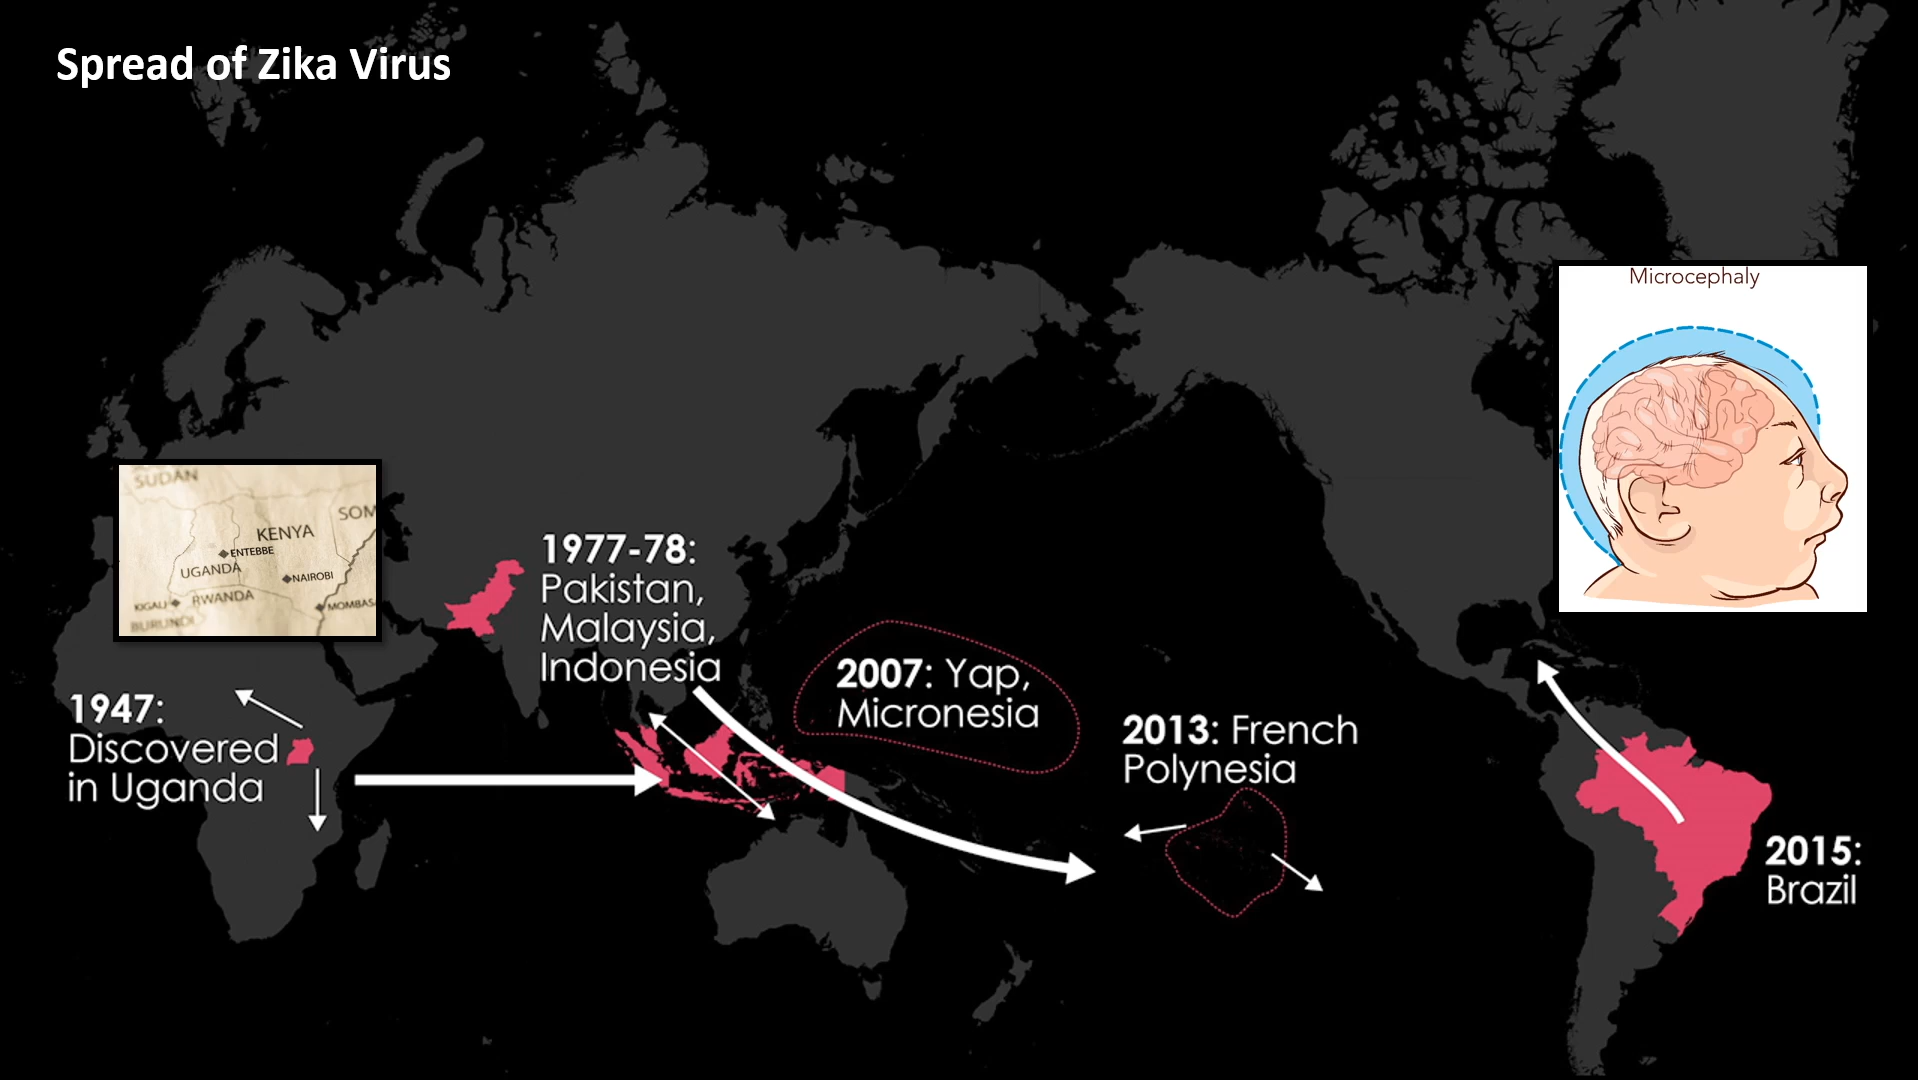 Spread of Zika Virus
Microcephaly
SUDAN
KENYA
SOM
ENTEBBE
UGANDA
NAIROBI
KIGALI
RWANDA
MOMBAS
BURUNDI
1947:
Discovered
in Uganda
1977-78:
Pakistan,
Malaysia,
Indonesia
2007: Yap,
Micronesia
2013: French
Polynesia
2015:
Brazil